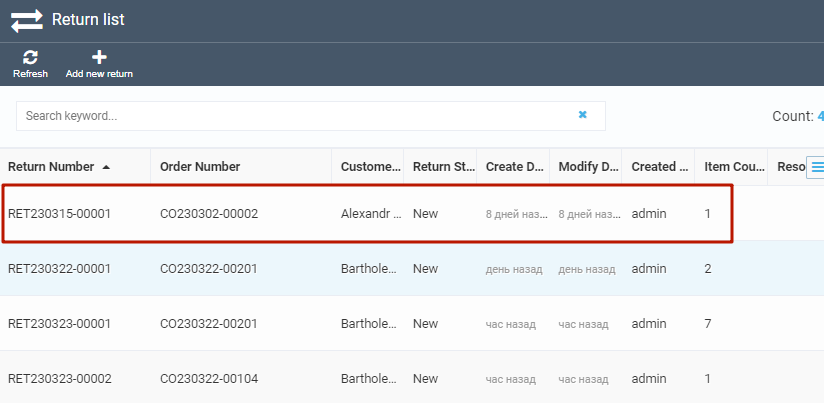 Return list
Refresh Add new return
Search keyword... Count: 4
Return Number Order Number Custome... Return St... Create D... Modify D... Created ... Item Cou... Reso
RET230315-00001 CO230302-00002 Alexandr ... New 8 дней наз... 8 дней наз... admin 1
RET230322-00001 CO230322-00201 Barthole... New день назад день назад admin 2
RET230323-00001 CO230322-00201 Barthole... New час назад час назад admin 7
RET230323-00002 CO230322-00104 Barthole... New час назад час назад admin 1